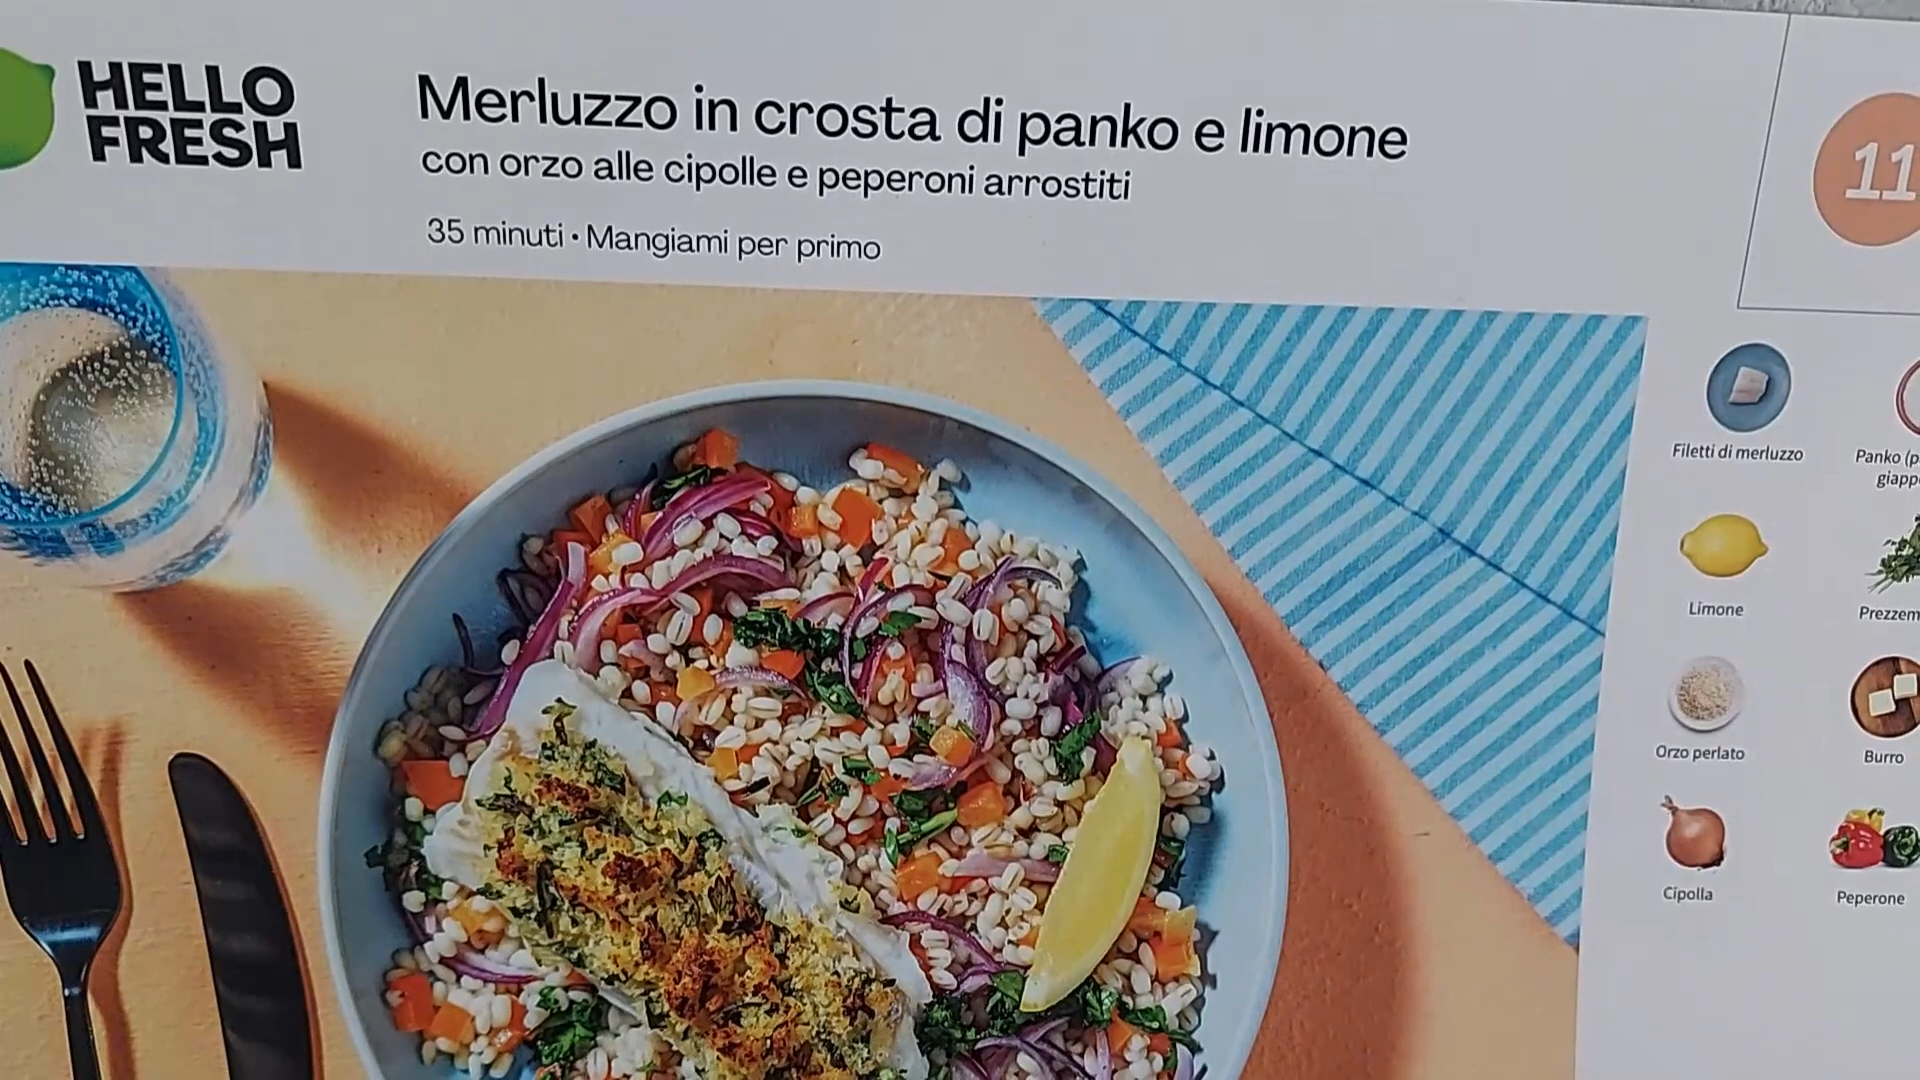 HELLO
FRESH
Merluzzo in crosta di panko e limone
con orzo alle cipolle e peperoni arrostiti
35 minuti • Mangiami per primo
11
Filetti di merluzzo
Panko
Limone
Orzo perlato
Burro
Cipolla
Peperone